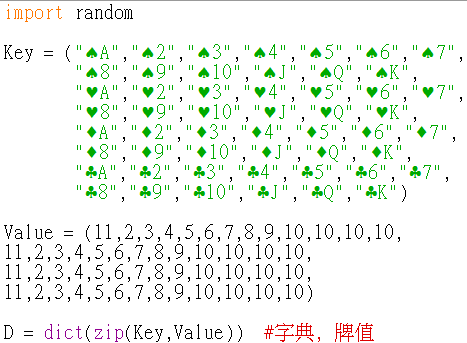 import random
Key = ("♠A","♠2","♠3","♠4","♠5","♠6","♠7",
"♠8","♠9","♠10","♠J","♠Q","♠K",
"♥A","♥2","♥3","♥4","♥5","♥6","♥7",
"♥8","♥9","♥10","♥J","♥Q","♥K",
"♦A","♦2","♦3","♦4","♦5","♦6","♦7",
"♦8","♦9","♦10","♦J","♦Q","♦K",
"♣A","♣2","♣3","♣4","♣5","♣6","♣7",
"♣8","♣9","♣10","♣J","♣Q","♣K")
Value = (11,2,3,4,5,6,7,8,9,10,10,10,10,
11,2,3,4,5,6,7,8,9,10,10,10,10,
11,2,3,4,5,6,7,8,9,10,10,10,10,
11,2,3,4,5,6,7,8,9,10,10,10,10)
D = dict(zip(Key,Value)) #字典，牌值